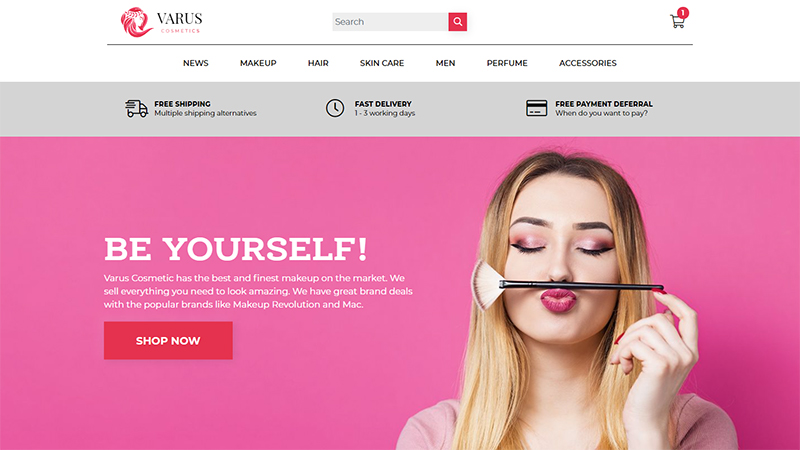 VARUS
COSMETICS
Search
1
NEWS
MAKEUP
HAIR
SKIN CARE
MEN
PERFUME
ACCESSORIES
FREE SHIPPING
Multiple shipping alternatives
FAST DELIVERY
1 - 3 working days
FREE PAYMENT DEFERRAL
When do you want to pay?
BE YOURSELF!
Varus Cosmetic has the best and finest makeup on the market. We
sell everything you need to look amazing. We have great brand deals
with the popular brands like Makeup Revolution and Mac.
SHOP NOW